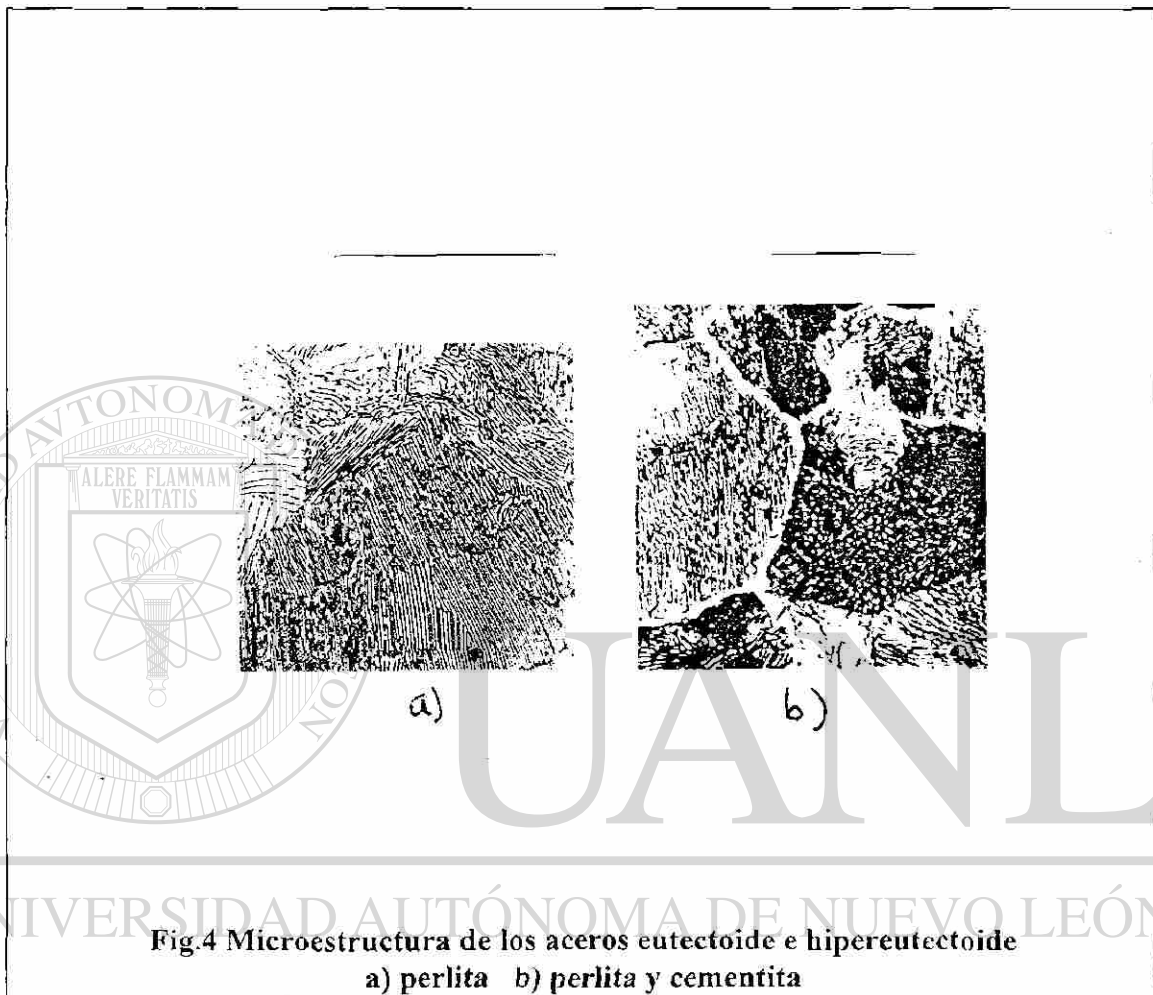 AVTONOM
ALERE FLAMMAM
VERITATIS
a)
b)
UANL
UNIVERSIDAD AUTÓNOMA DE NUEVO LEÓN
Fig.4 Microestructura de los aceros eutectoide e hipereutectoide
a) perlita b) perlita y cementita